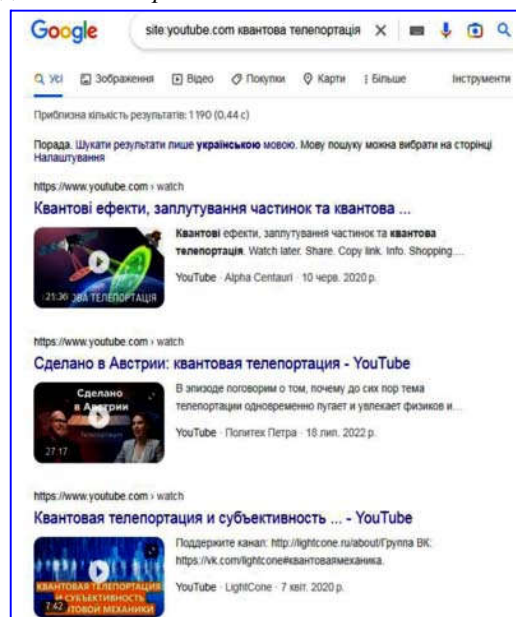 Google
site:youtube.com квантова телепортація
Усі Зображення Відео Покупки Карти Більше Інструменти
Приблизна кількість результатів: 1190 (0,44 с)
Порада. Шукати результати лише українською мовою. Мову пошуку можна вибрати на сторінці
Налаштування
https://www.youtube.com › watch
Квантові ефекти, заплутування частинок та квантова ...
Квантові ефекти, заплутування частинок та квантова
телепортація. Watch later. Share. Copy link. Info. Shopping....
YouTube · Alpha Centauri · 10 черв. 2020 р.
21:36 ЗВА ТЕЛЕПОРТАЦІЯ
https://www.youtube.com › watch
Сделано в Австрии: квантовая телепортация - YouTube
Сделано
в Австрии
Телепортация
27:17
В эпизоде поговорим о том, почему до сих пор тема
телепортации одновременно пугает и увлекает физиков и...
YouTube · Политех Петра · 18 лип. 2022 р.
https://www.youtube.com › watch
Квантовая телепортация и субъективность ... - YouTube
Поддержите канал: http://lightcone.ru/about/Группа ВК:
https://vk.com/lightcone#квантоваямеханика.
YouTube · LightCone · 7 квіт. 2020 р.
КВАНТОВАЯ ТЕЛЕПОРТАЦИЯ
И СУБЪЕКТИВНОСТЬ
7:42 ТОВОЙ МЕХАНИКИ